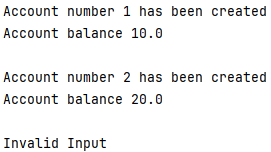 Account number 1 has been created
Account balance 10.0

Account number 2 has been created
Account balance 20.0

Invalid Input